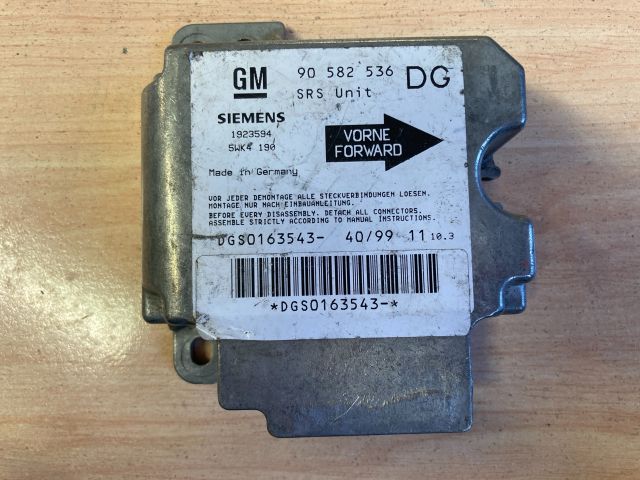 GM 90 582 536 DG
SRS Unit
SIEMENS
1923594
5WK4 190
VORNE
FORWARD
Made in Germany
VOR JEDER DEMONTAGE ALLE STECKVERBINDUNGEN LOESEN.
MONTAGE NUR NACH EINBAUANLEITUNG.
BEFORE EVERY DISASSEMBLY. DETACH ALL CONNECTORS.
ASSEMBLE STRICTLY ACCORDING TO MANUAL INSTRUCTIONS.
DGS0163543- 40/99 11 10.3
*DGS0163543-*